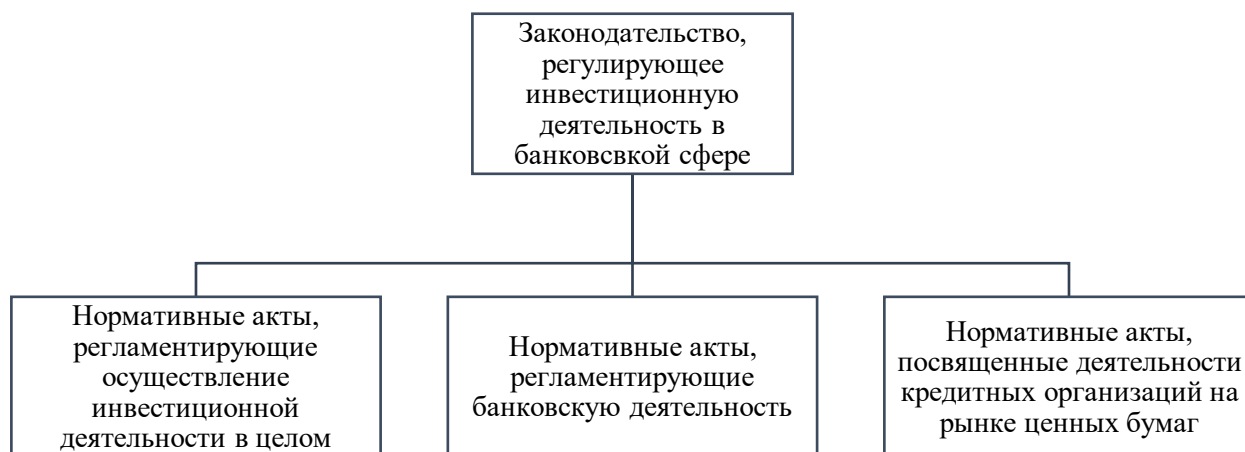 Законодательство,
регулирующее
инвестиционную
деятельность в
банковсвкой сфере
Нормативные акты,
регламентирующие
осуществление
инвестиционной
деятельности в целом
Нормативные акты,
регламентирующие
банковскую деятельность
Нормативные акты,
посвященные деятельности
кредитных организаций на
рынке ценных бумаг